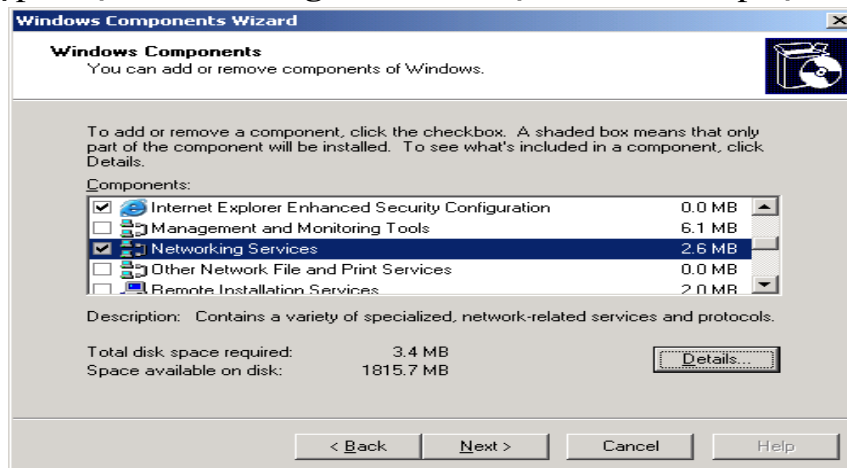 Windows Components Wizard
Windows Components
You can add or remove components of Windows.
To add or remove a component, click the checkbox. A shaded box means that only
part of the component will be installed. To see what's included in a component, click
Details.
Components:
Internet Explorer Enhanced Security Configuration 0.0 MB
Management and Monitoring Tools 6.1 MB
Networking Services 2.6 MB
Other Network File and Print Services 0.0 MB
Remote Installation Services 2.0 MB
Description: Contains a variety of specialized, network-related services and protocols.
Total disk space required: 3.4 MB
Space available on disk: 1815.7 MB
Details...
< Back Next > Cancel Help